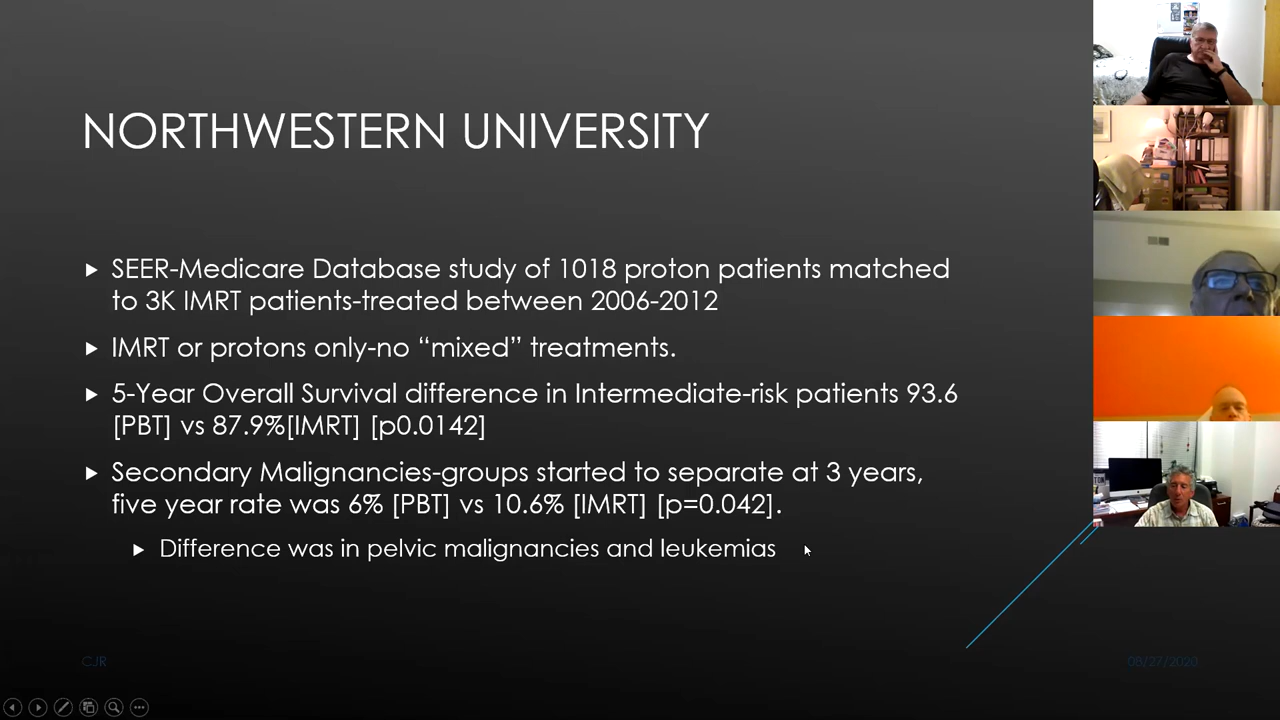 NORTHWESTERN UNIVERSITY
SEER-Medicare Database study of 1018 proton patients matched
to 3K IMRT patients-treated between 2006-2012
IMRT or protons only-no “mixed” treatments.
5-Year Overall Survival difference in Intermediate-risk patients 93.6
[PBT] vs 87.9%[IMRT] [p0.0142]
Secondary Malignancies-groups started to separate at 3 years,
five year rate was 6% [PBT] vs 10.6% [IMRT] [p=0.042].
Difference was in pelvic malignancies and leukemias
CJR
08/27/2020